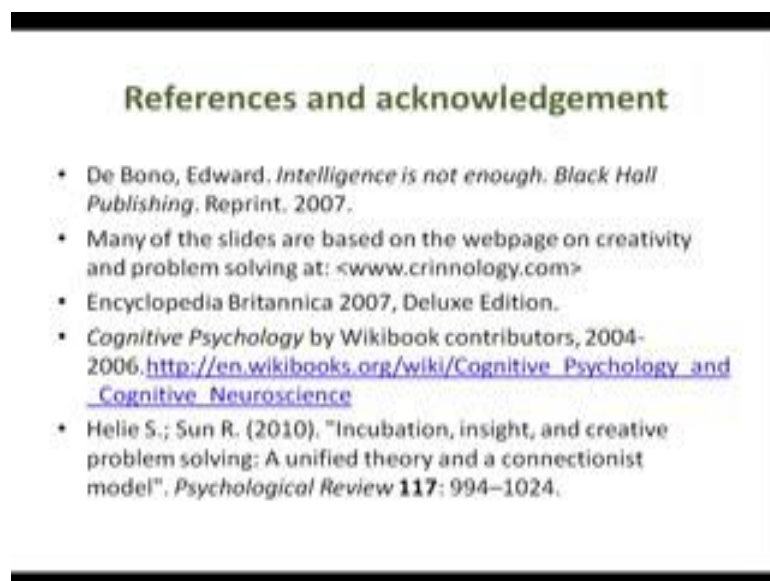 References and acknowledgement
• De Bono, Edward. Intelligence is not enough. Black Hall
Publishing. Reprint. 2007.
• Many of the slides are based on the webpage on creativity
and problem solving at: <www.crinnology.com>
• Encyclopedia Britannica 2007, Deluxe Edition.
• Cognitive Psychology by Wikibook contributors, 2004-
2006.http://en.wikibooks.org/wiki/Cognitive_Psychology_and
_Cognitive_Neuroscience
• Helie S.; Sun R. (2010). "Incubation, insight, and creative
problem solving: A unified theory and a connectionist
model". Psychological Review 117: 994–1024.